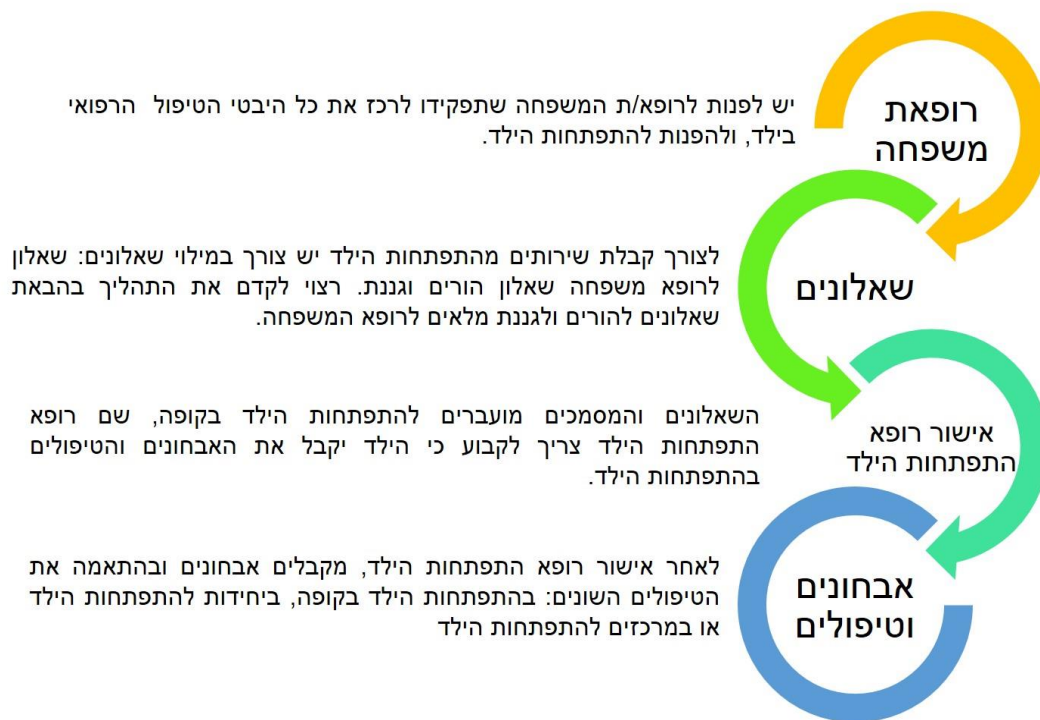 רופאת
משפחה
יש לפנות לרופא/ת המשפחה שתפקידו לרכז את כל היבטי הטיפול הרפואי
בילד, ולהפנות להתפתחות הילד.
שאלונים
לצורך קבלת שירותים מהתפתחות הילד יש צורך במילוי שאלונים: שאלון
לרופא משפחה שאלון הורים וגננת. רצוי לקדם את התהליך בהבאת
שאלונים להורים ולגננת מלאים לרופא המשפחה.
אישור רופא
התפתחות הילד
השאלונים והמסמכים מועברים להתפתחות הילד בקופה, שם רופא
התפתחות הילד צריך לקבוע כי הילד יקבל את האבחונים והטיפולים
בהתפתחות הילד.
אבחונים
וטיפולים
לאחר אישור רופא התפתחות הילד, מקבלים אבחונים ובהתאמה את
הטיפולים השונים: בהתפתחות הילד בקופה, ביחידות להתפתחות הילד
או במרכזים להתפתחות הילד